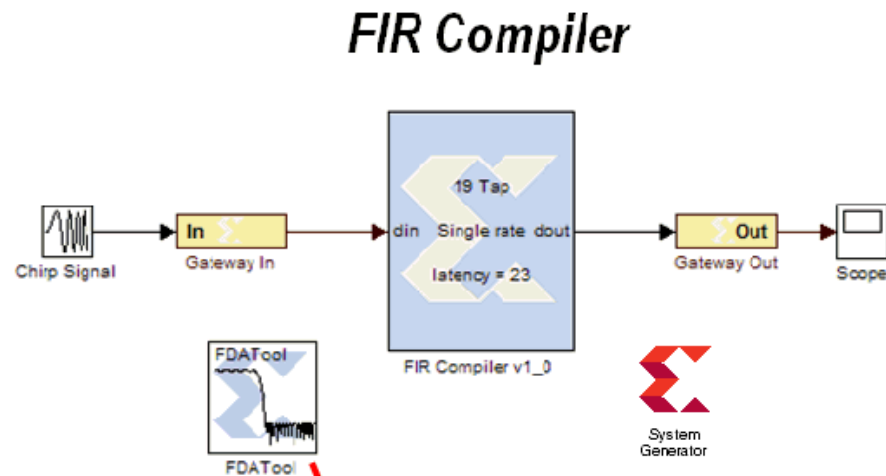 FIR Compiler
19 Tap
In
din Single rate dout
Out
Chirp Signal
Gateway In
latency = 23
Gateway Out
Scope
FDATool
FIR Compiler v1_0
System
Generator
FDATool